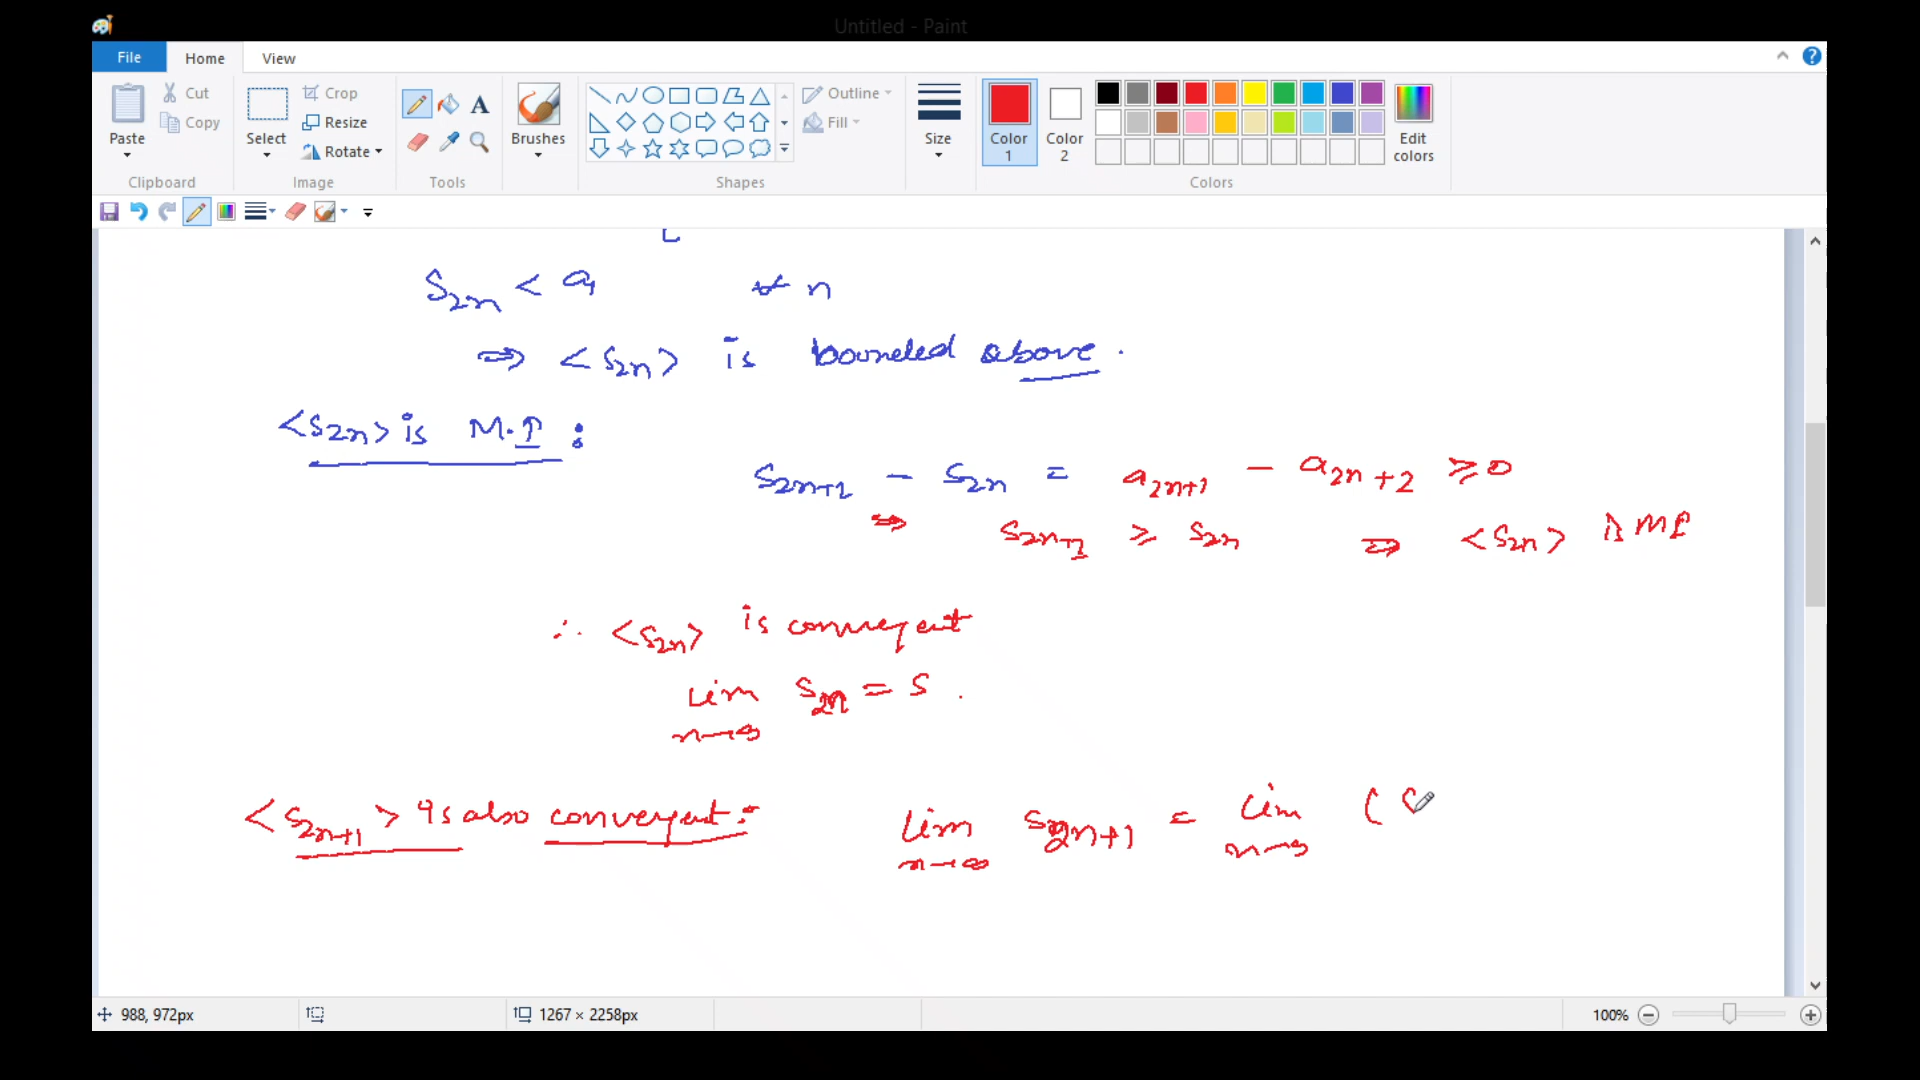 Untitled - Paint
File Home View
Paste Cut Copy Clipboard
Select Crop Resize Rotate Image
A Tools
Brushes
Outline Fill Shapes
Size
Color 1 Color 2 Edit colors Colors
S2n < a1 ∀ n
⇒ <S2n> is bounded above.
<S2n> is M.↑ :
S2n+2 − S2n = a2n+1 − a2n+2 ≥ 0
⇒ S2n+2 ≥ S2n ⇒ <S2n> is
∴ <S2n> is convergent
lim S2n = S .
n→∞
<S2n+1> is also convergent :- lim S2n+1 = lim ( S
n→∞ n→∞
988, 972px 1267 × 2258px 100%